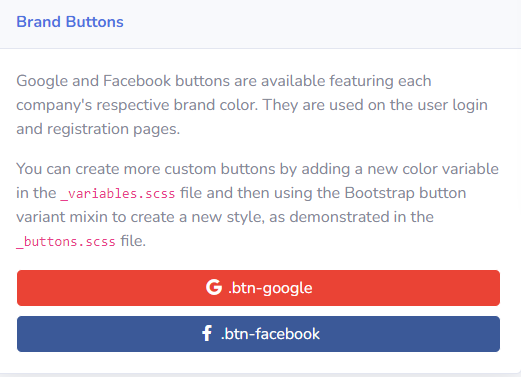 Brand Buttons
Google and Facebook buttons are available featuring each
company's respective brand color. They are used on the user login
and registration pages.
You can create more custom buttons by adding a new color variable
in the _variables.scss file and then using the Bootstrap button
variant mixin to create a new style, as demonstrated in the
_buttons.scss file.
.btn-google
.btn-facebook